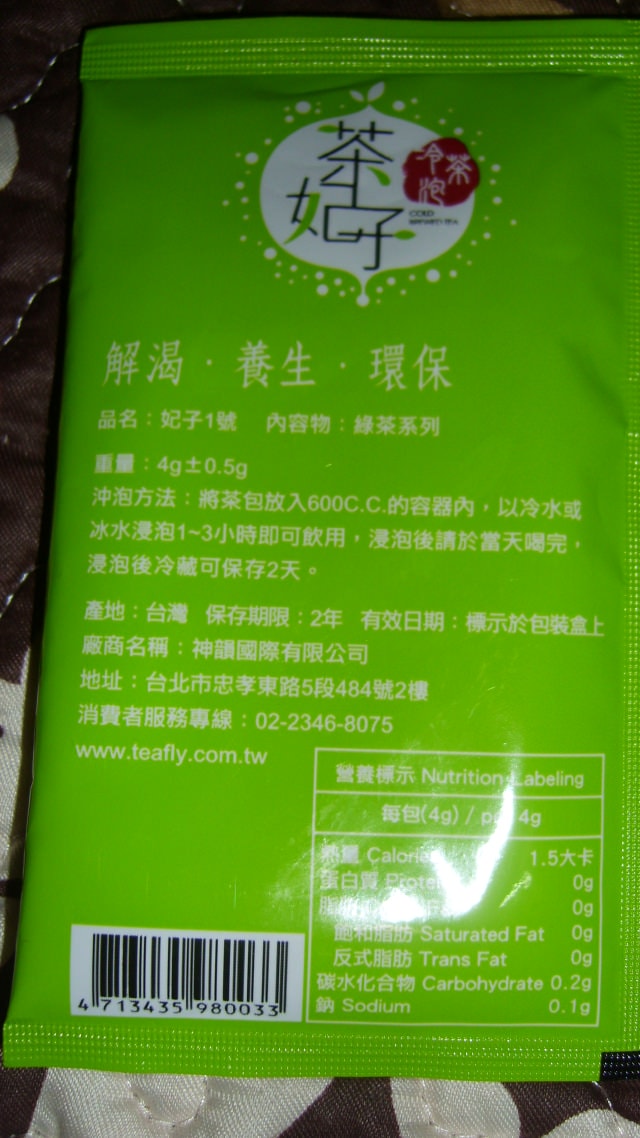 茶
妃子
冷泡茶
COLD
解渴·養生·環保
品名：妃子1號 內容物：綠茶系列
重量：4g±0.5g
沖泡方法：將茶包放入600C.C.的容器內，以冷水或
冰水浸泡1~3小時即可飲用，浸泡後請於當天喝完，
浸泡後冷藏可保存2天。
產地：台灣 保存期限：2年 有效日期：標示於包裝盒上
廠商名稱：神韻國際有限公司
地址：台北市忠孝東路5段484號2樓
消費者服務專線：02-2346-8075
www.teafly.com.tw
營養標示 Nutrition Labeling
每包(4g) / 4g
熱量 Calorie 1.5大卡
蛋白質 0g
0g
飽和脂肪 Saturated Fat 0g
反式脂肪 Trans Fat 0g
碳水化合物 Carbohydrate 0.2g
鈉 Sodium 0.1g
4 713435 980033